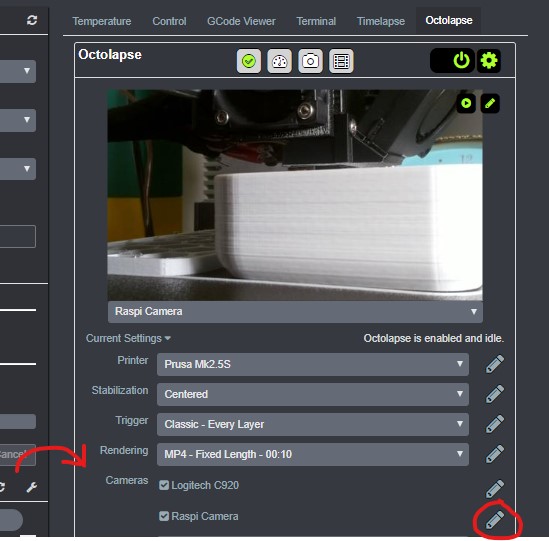 Temperature Control GCode Viewer Terminal Timelapse Octolapse
Octolapse
Raspi Camera
Current Settings
Octolapse is enabled and idle.
Printer Prusa Mk2.5S
Stabilization Centered
Trigger Classic - Every Layer
Rendering MP4 - Fixed Length - 00:10
Cancel
Cameras Logitech C920
Raspi Camera